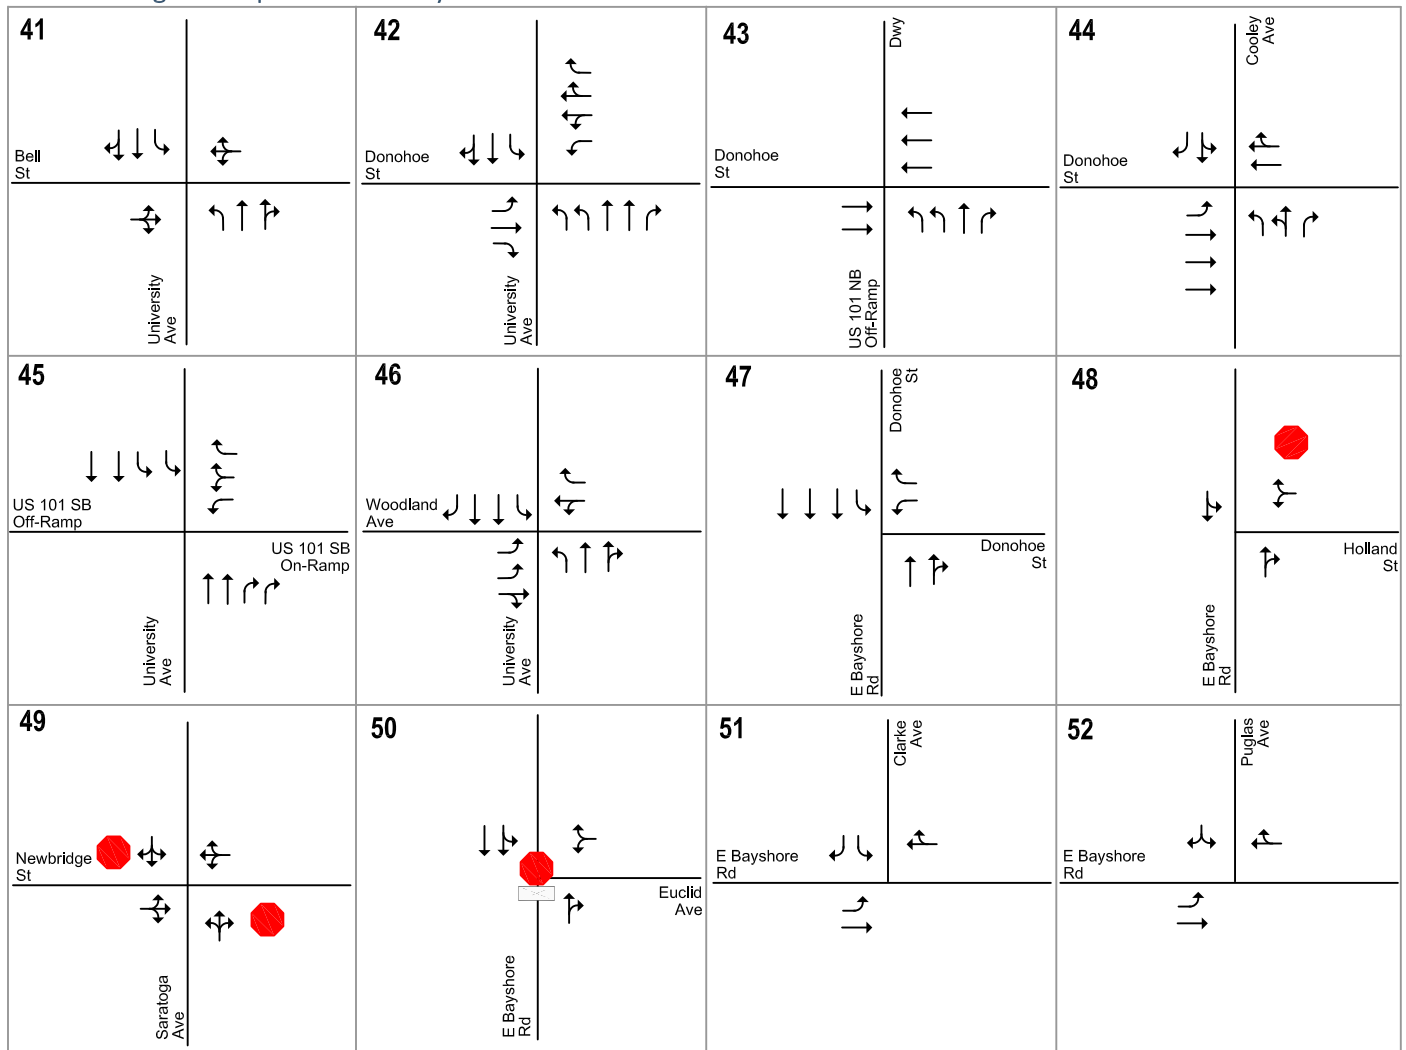 41
Bell
St
University
Ave
42
Donohoe
St
University
Ave
43
Dwy
Donohoe
St
US 101 NB
Off-Ramp
44
Cooley
Ave
Donohoe
St
45
US 101 SB
Off-Ramp
US 101 SB
On-Ramp
University
Ave
46
Woodland
Ave
University
Ave
47
Donohoe
St
Donohoe
St
E Bayshore
Rd
48
Holland
St
E Bayshore
Rd
49
Newbridge
St
Saratoga
Ave
50
Euclid
Ave
E Bayshore
Rd
51
Clarke
Ave
E Bayshore
Rd
52
Puglas
Ave
E Bayshore
Rd